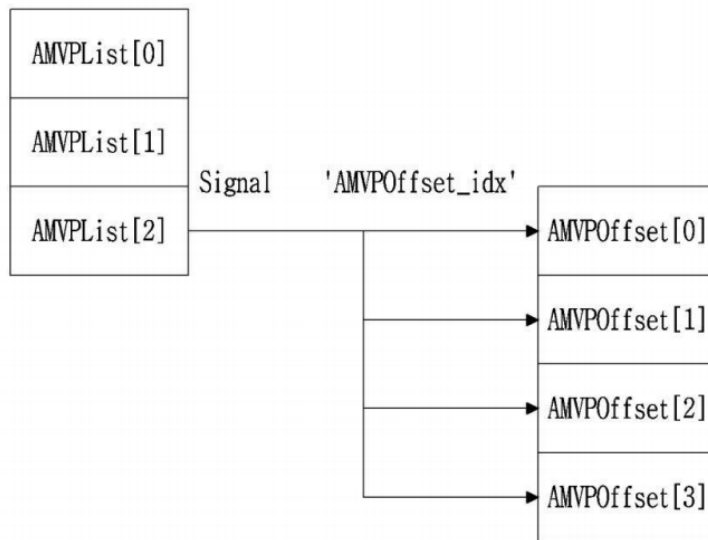 AMVPList[0]
AMVPList[1]
AMVPList[2]
Signal 'AMVPOffset_idx'
AMVPOffset[0]
AMVPOffset[1]
AMVPOffset[2]
AMVPOffset[3]